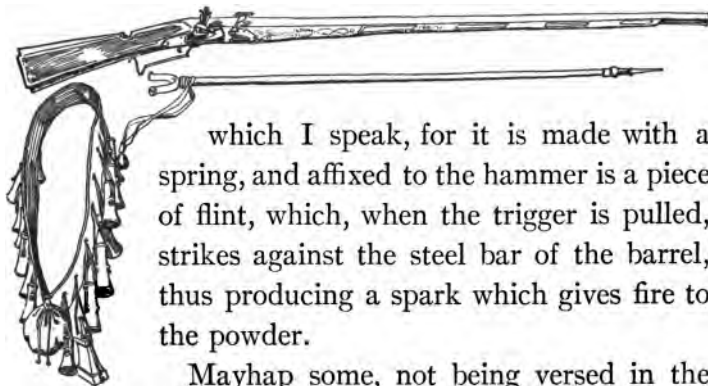 which I speak, for it is made with a
spring, and affixed to the hammer is a piece
of flint, which, when the trigger is pulled,
strikes against the steel bar of the barrel,
thus producing a spark which gives fire to
the powder.
Mayhap some, not being versed in the